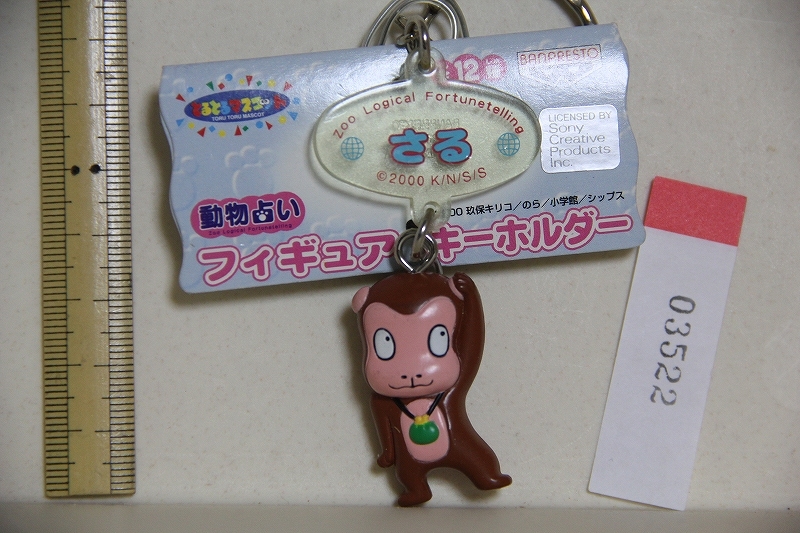 12
BANPRESTO
とるとるマスコット
TORU TORU MASCOT
Zoo Logical Fortunetelling
さる
©2000 K/N/S/S
LICENSED BY
Sony
Creative
Products
Inc.
動物占い
Zoo Logical Fortunetelling
00 玖保キリコ／のら／小学館／シップス
フィギュア キーホルダー
03522